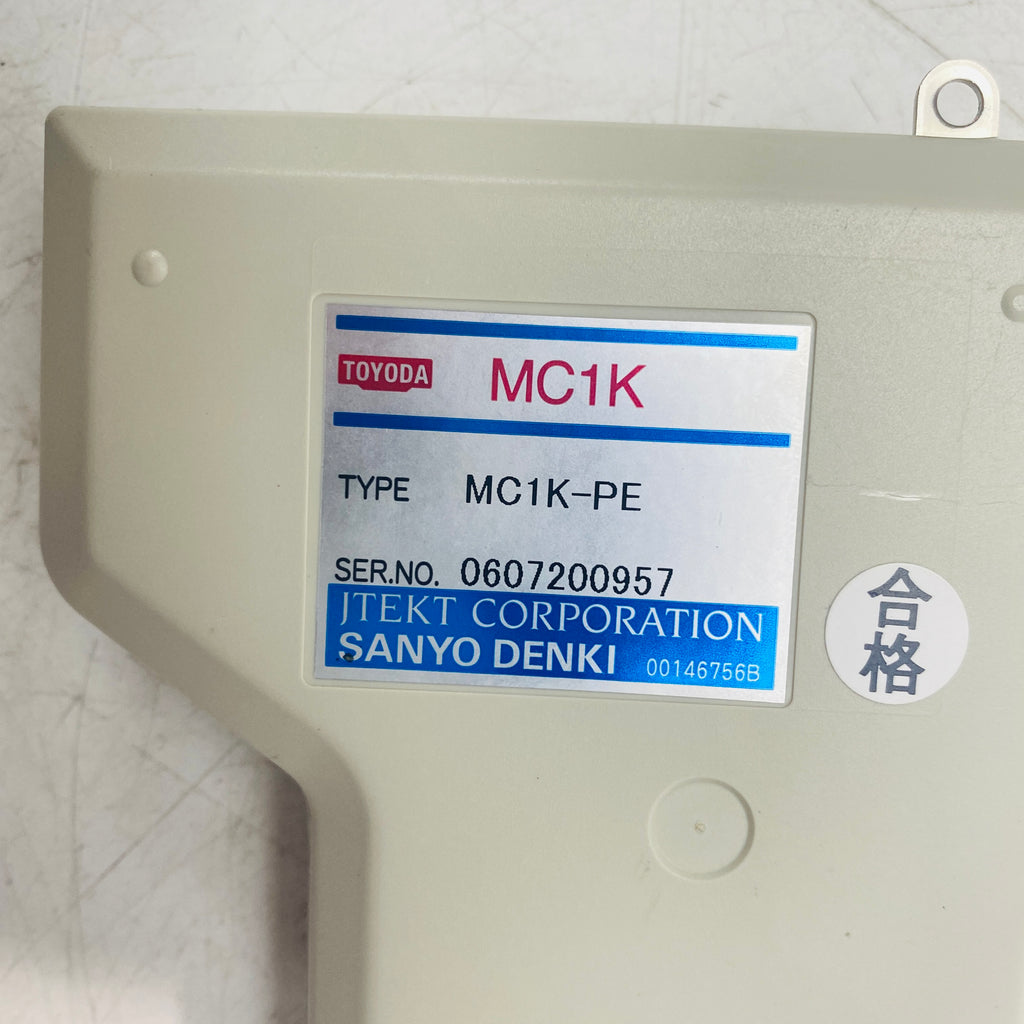 TOYODA MC1K
TYPE MC1K-PE
SER.NO. 0607200957
JTEKT CORPORATION
SANYO DENKI 00146756B
合格